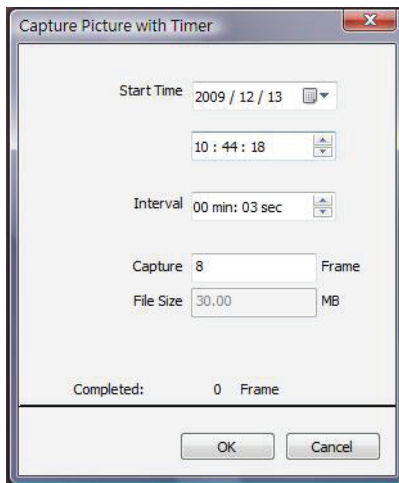 Capture Picture with Timer
Start Time 2009 / 12 / 13
10 : 44 : 18
Interval 00 min: 03 sec
Capture 8 Frame
File Size 30.00 MB
Completed: 0 Frame
OK Cancel